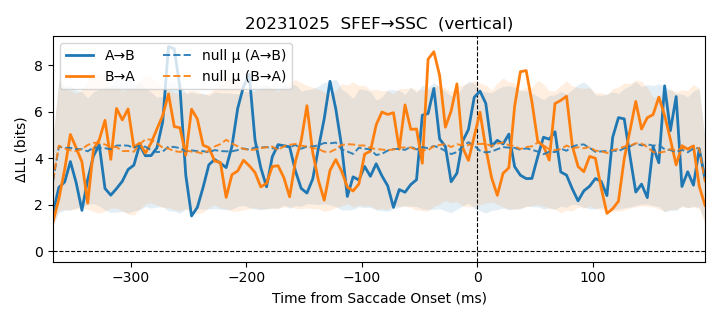 20231025 SFEF→SSC (vertical)
A→B
B→A
null μ (A→B)
null μ (B→A)
ΔLL (bits)
8
6
4
2
0
−300
−200
−100
0
100
Time from Saccade Onset (ms)